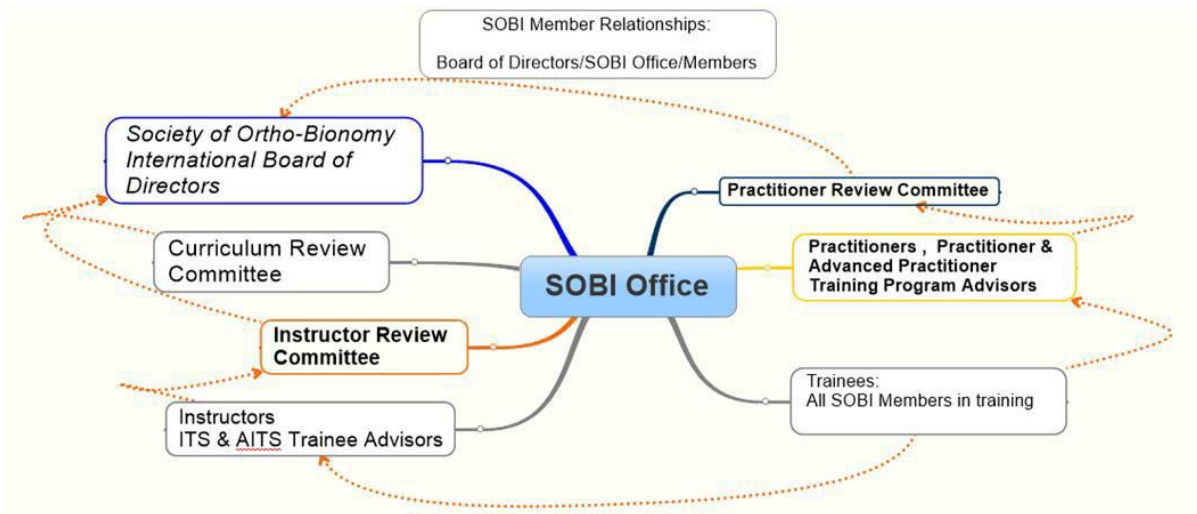 SOBI Member Relationships:
Board of Directors/SOBI Office/Members
Society of Ortho-Bionomy
International Board of
Directors
Practitioner Review Committee
Curriculum Review
Committee
Practitioners , Practitioner &
Advanced Practitioner
Training Program Advisors
SOBI Office
Instructor Review
Committee
Trainees:
All SOBI Members in training
Instructors
ITS & AITS Trainee Advisors